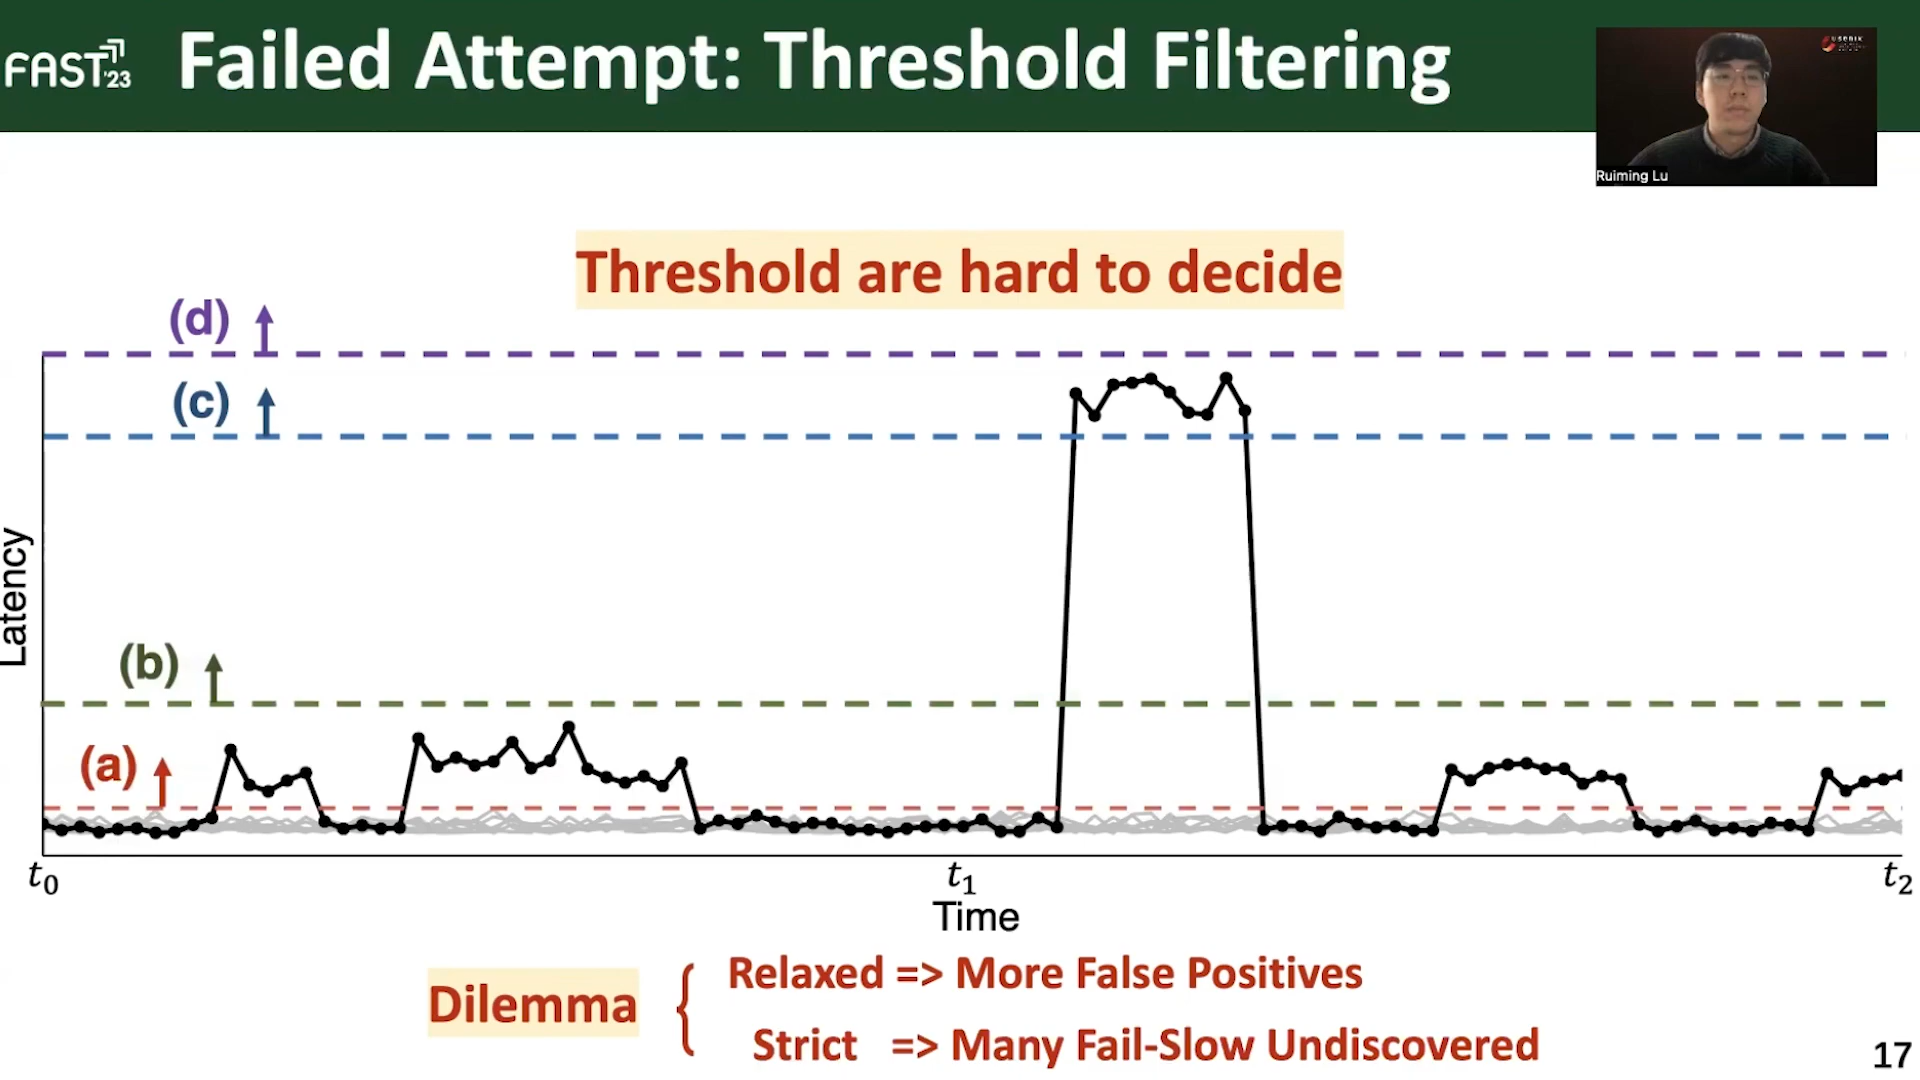 FAST'23
Failed Attempt: Threshold Filtering
USENIX
Ruiming Lu
Threshold are hard to decide
(d)
(c)
Latency
(b)
(a)
t0
t1
t2
Time
Dilemma
Relaxed => More False Positives
Strict => Many Fail-Slow Undiscovered
17